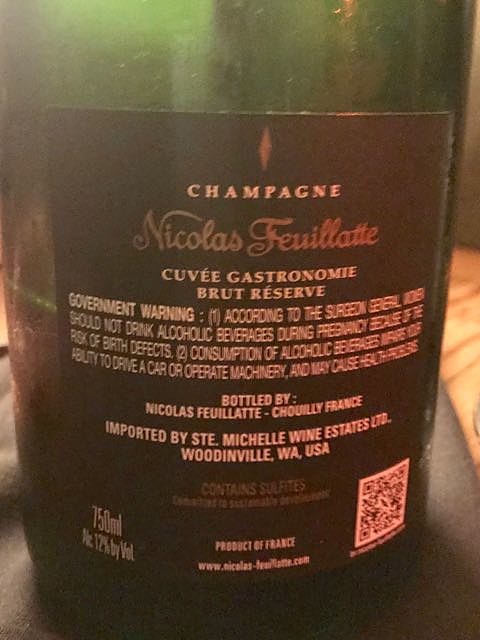 CHAMPAGNE
Nicolas Feuillatte
CUVÉE GASTRONOMIE
BRUT RÉSERVE
GOVERNMENT WARNING : (1) ACCORDING TO THE SURGEON GENERAL, WOMEN
SHOULD NOT DRINK ALCOHOLIC BEVERAGES DURING PREGNANCY BECAUSE OF THE
RISK OF BIRTH DEFECTS. (2) CONSUMPTION OF ALCOHOLIC BEVERAGES IMPAIRS YOUR
ABILITY TO DRIVE A CAR OR OPERATE MACHINERY, AND MAY CAUSE HEALTH PROBLEMS.
BOTTLED BY :
NICOLAS FEUILLATTE - CHOUILLY FRANCE
IMPORTED BY STE. MICHELLE WINE ESTATES LTD.,
WOODINVILLE, WA, USA
CONTAINS SULFITES
Committed to sustainable development
750ml
Alc 12% by Vol.
PRODUCT OF FRANCE
www.nicolas-feuillatte.com